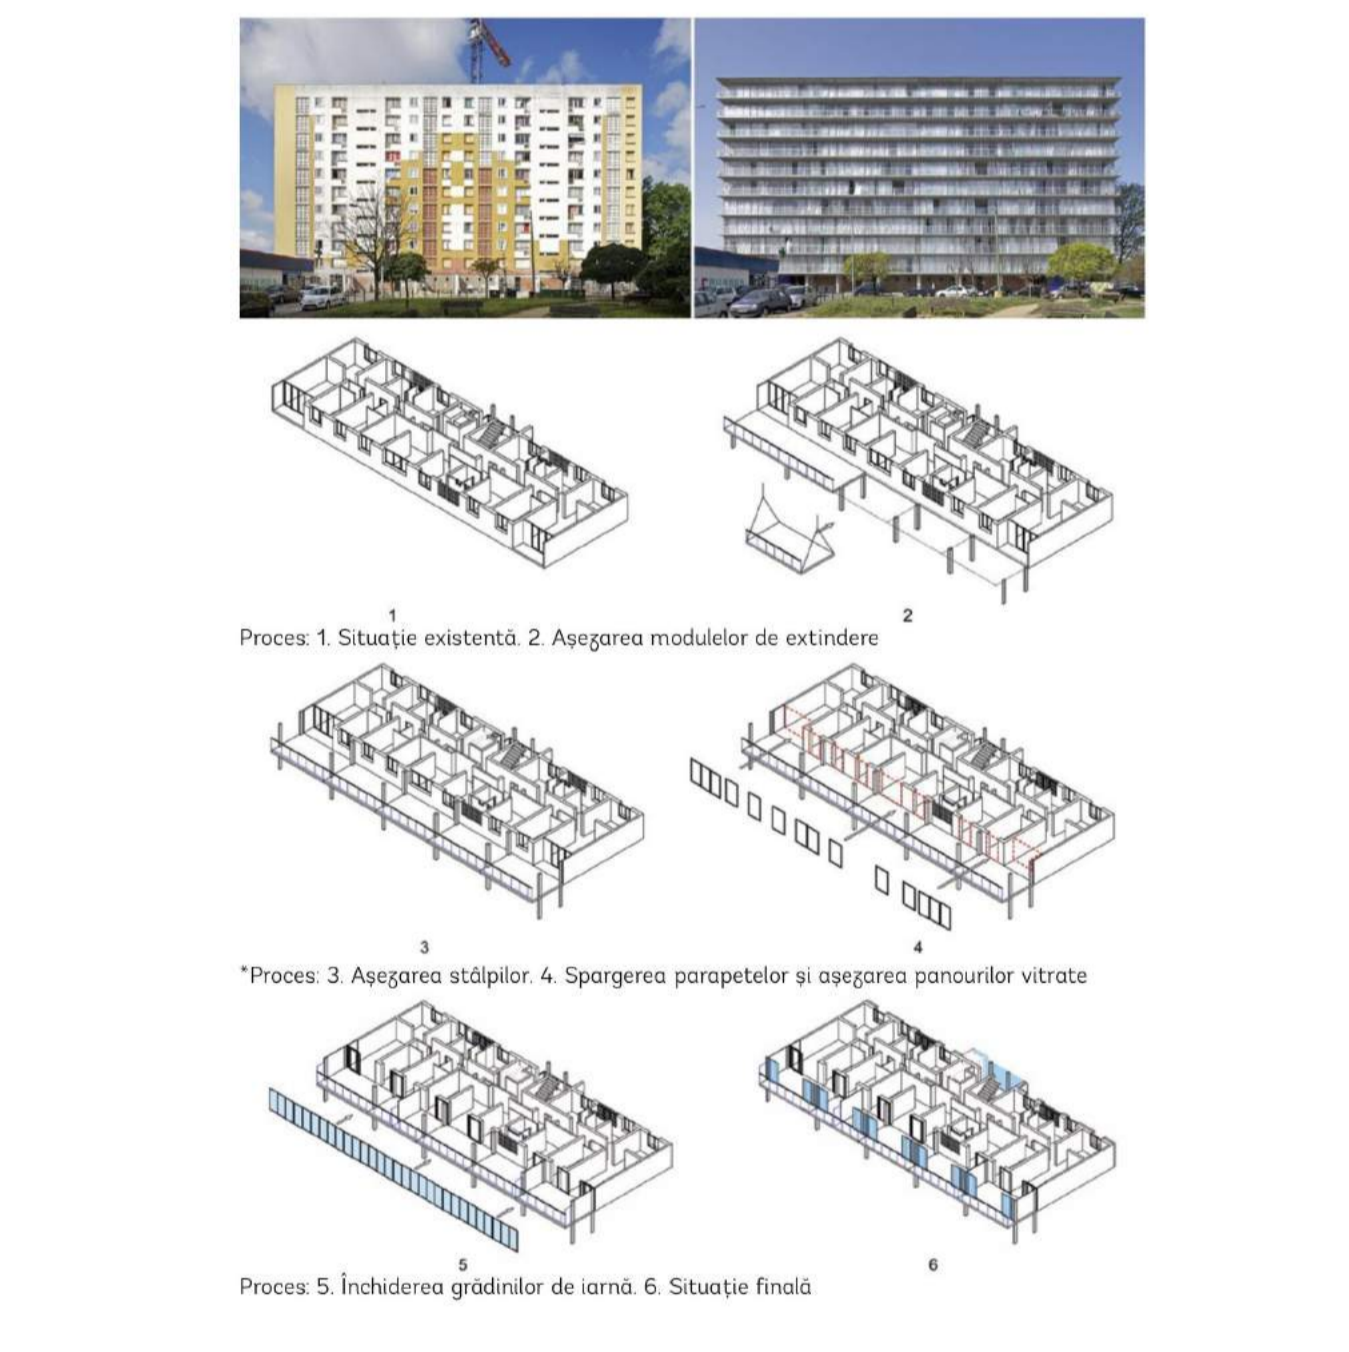 1
2
Proces: 1. Situație existentă. 2. Așezarea modulelor de extindere
3
4
*Proces: 3. Așezarea stâlpilor. 4. Spargerea parapetelor și așezarea panourilor vitrate
5
6
Proces: 5. Închiderea grădinilor de iarnă. 6. Situație finală